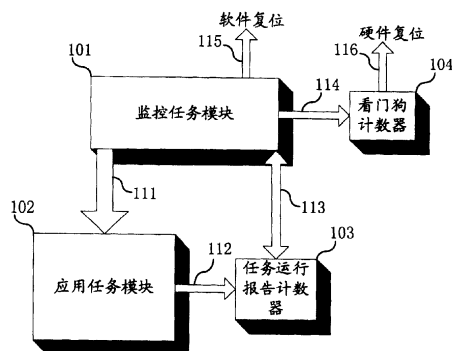 软件复位
硬件复位
115
116
101
104
114
监控任务模块
看门狗
计数器
111
113
102
103
112
应用任务模块
任务运行
报告计数
器